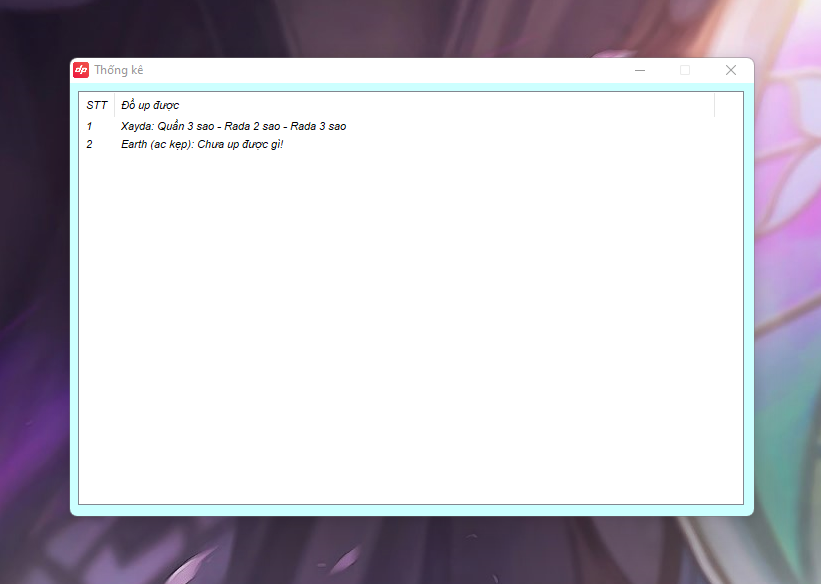 dp Thống kê
STT Đồ up được
1 Xayda: Quần 3 sao - Rada 2 sao - Rada 3 sao
2 Earth (ac kẹp): Chưa up được gì!